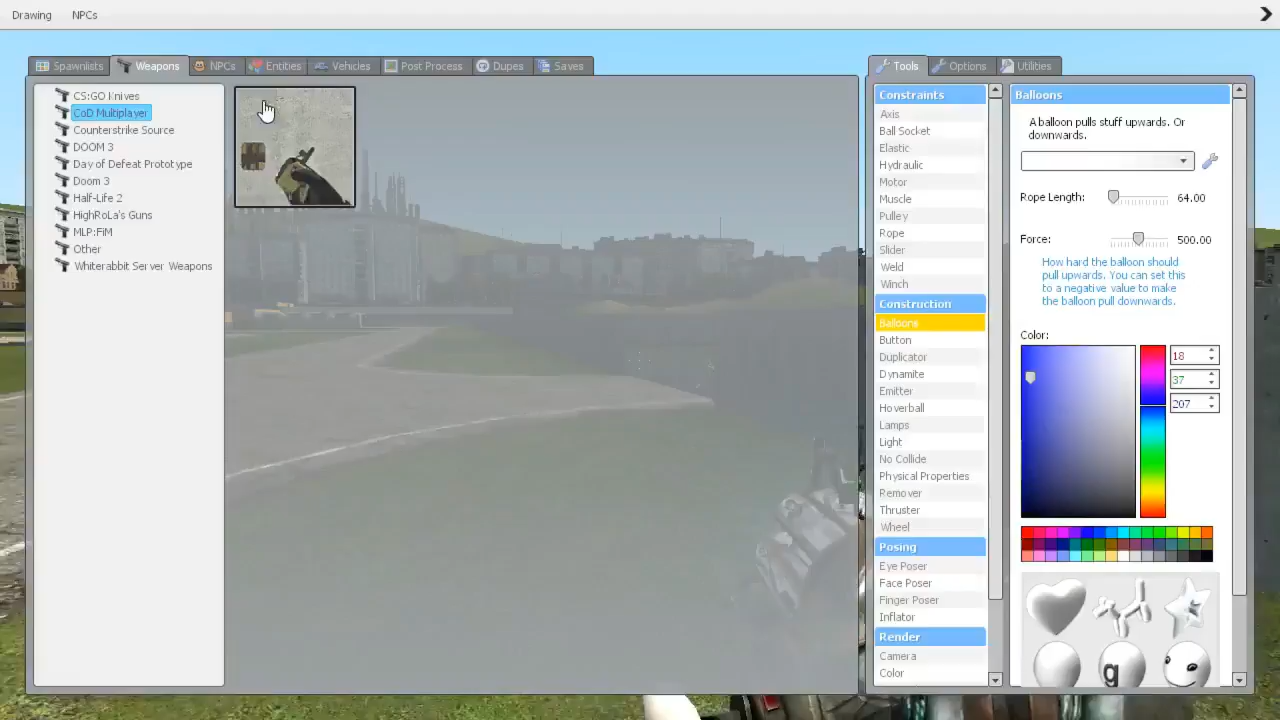 Drawing NPCs
Spawnlists Weapons NPCs Entities Vehicles Post Process Dupes Saves
CS:GO Knives
CoD Multiplayer
Counterstrike Source
DOOM 3
Day of Defeat Prototype
Doom 3
Half-Life 2
HighRoLa's Guns
MLP:FiM
Other
Whiterabbit Server Weapons
Tools Options Utilities
Constraints
Axis
Ball Socket
Elastic
Hydraulic
Motor
Muscle
Pulley
Rope
Slider
Weld
Winch
Construction
Balloons
Button
Duplicator
Dynamite
Emitter
Hoverball
Lamps
Light
No Collide
Physical Properties
Remover
Thruster
Wheel
Posing
Eye Poser
Face Poser
Finger Poser
Inflator
Render
Camera
Color
Balloons
A balloon pulls stuff upwards. Or
downwards.
Rope Length: 64.00
Force: 500.00
How hard the balloon should
pull upwards. You can set this
to a negative value to make
the balloon pull downwards.
Color:
18
37
207
g